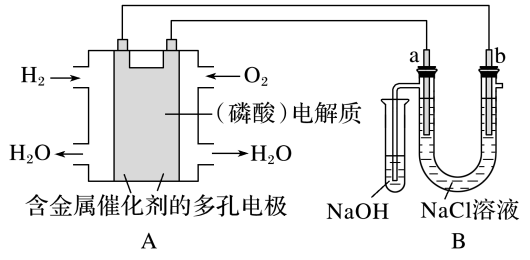 a b
H₂ O₂
(磷酸)电解质
H₂O H₂O
含金属催化剂的多孔电极
NaOH NaCl溶液
A B